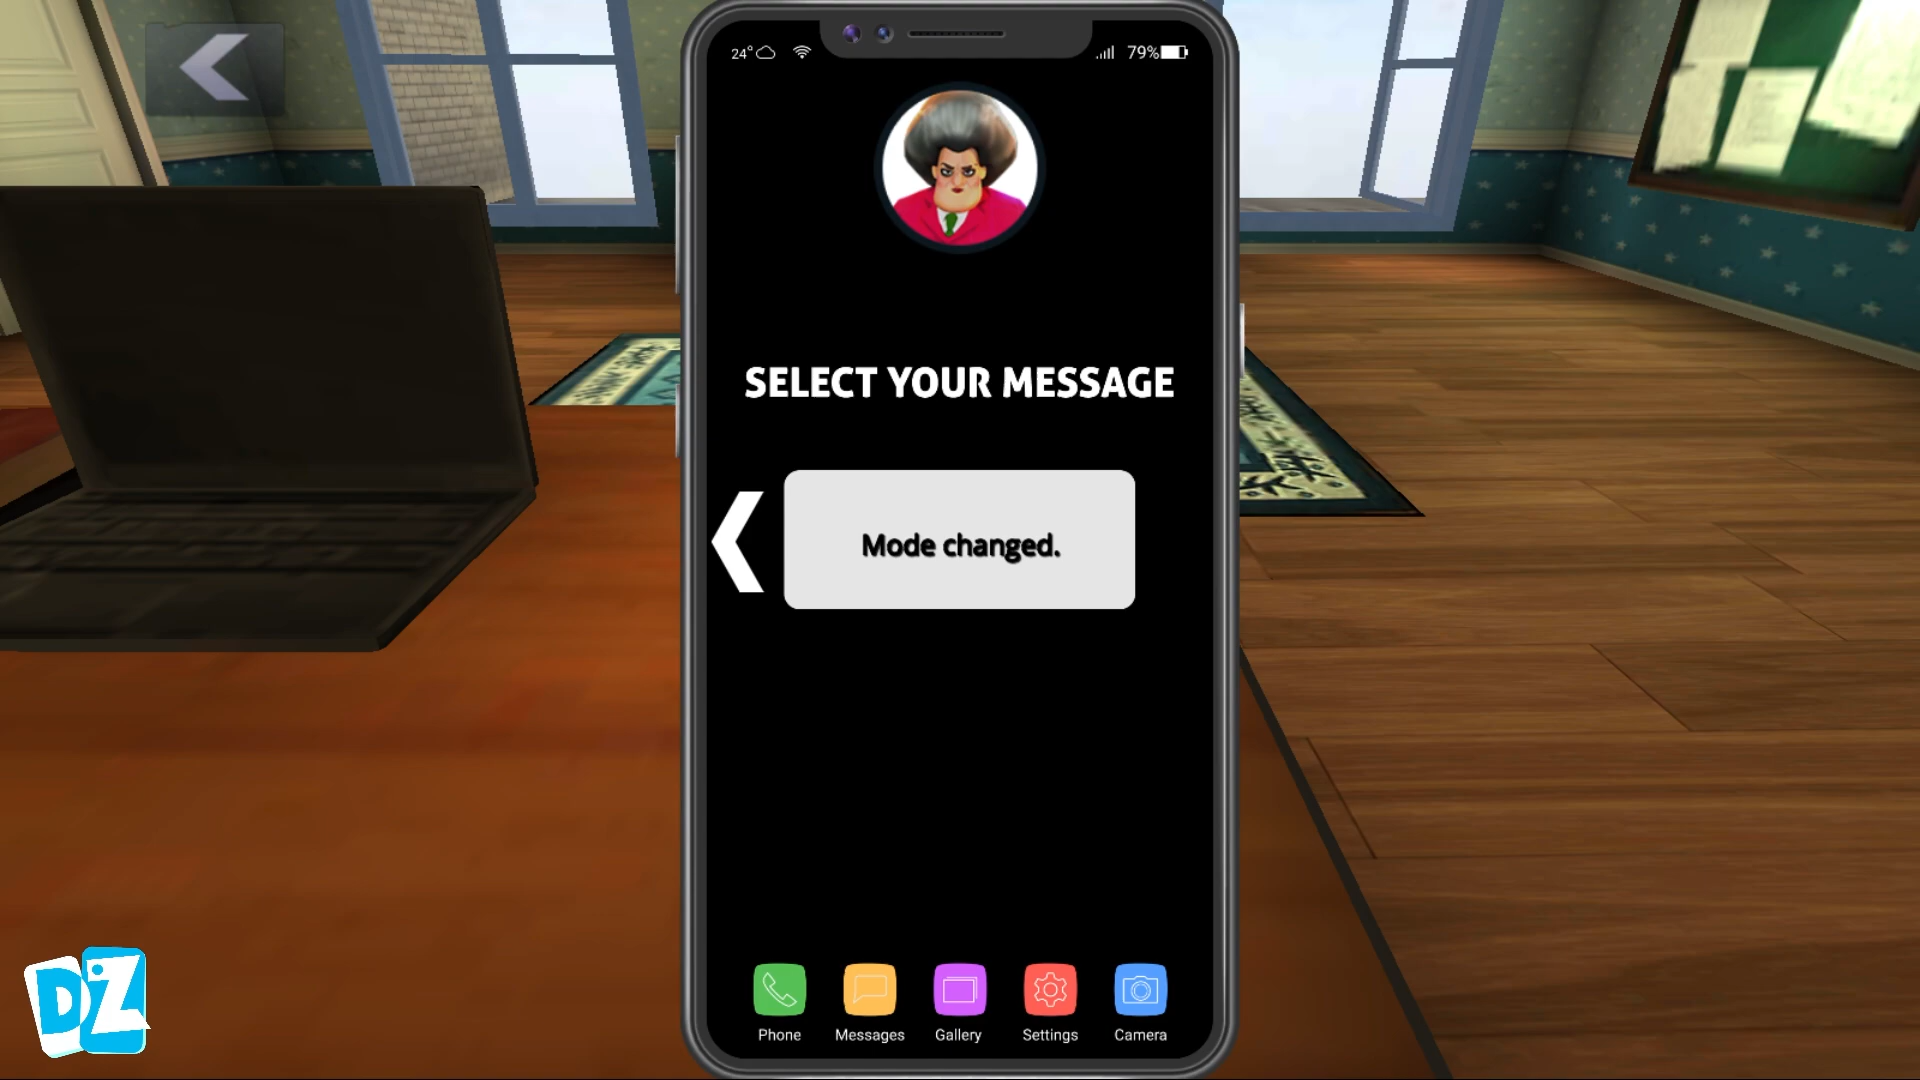 24°
79%
SELECT YOUR MESSAGE
Mode changed.
Phone Messages Gallery Settings Camera
DZ